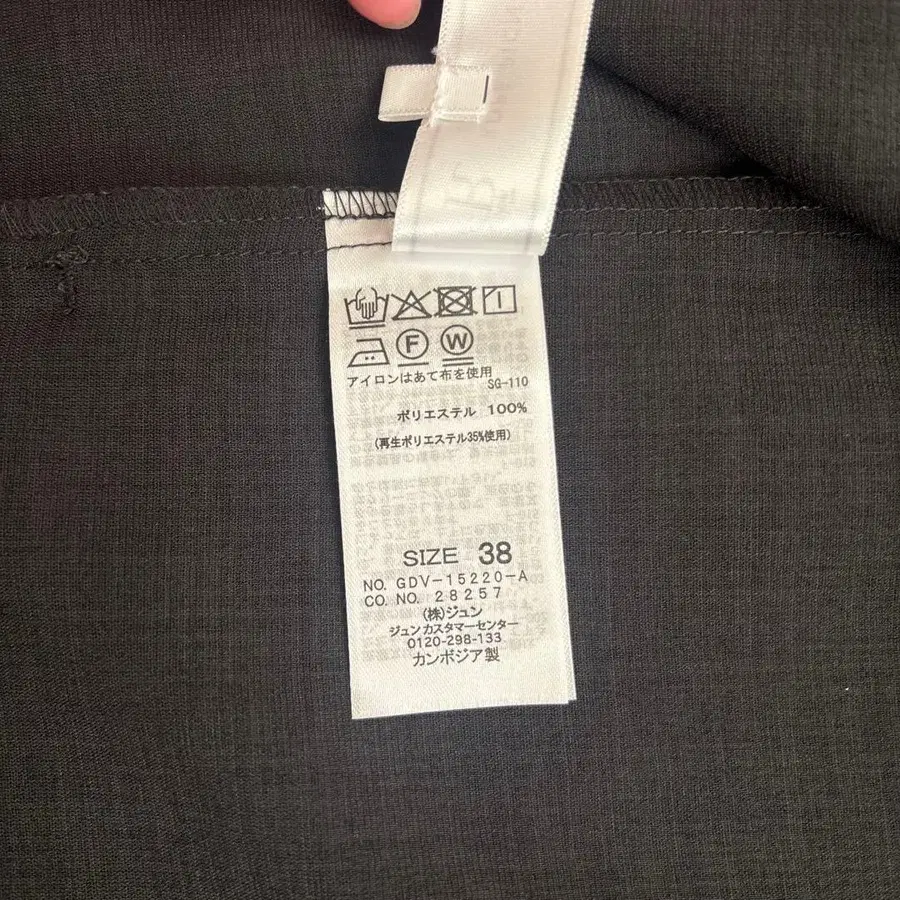 F W
アイロンはあて布を使用
SG-110
ポリエステル 100%
(再生ポリエステル35%使用)
SIZE 38
NO. GDV-15220-A
CO. NO. 28257
(株)ジュン
ジュンカスタマーセンター
0120-298-133
カンボジア製